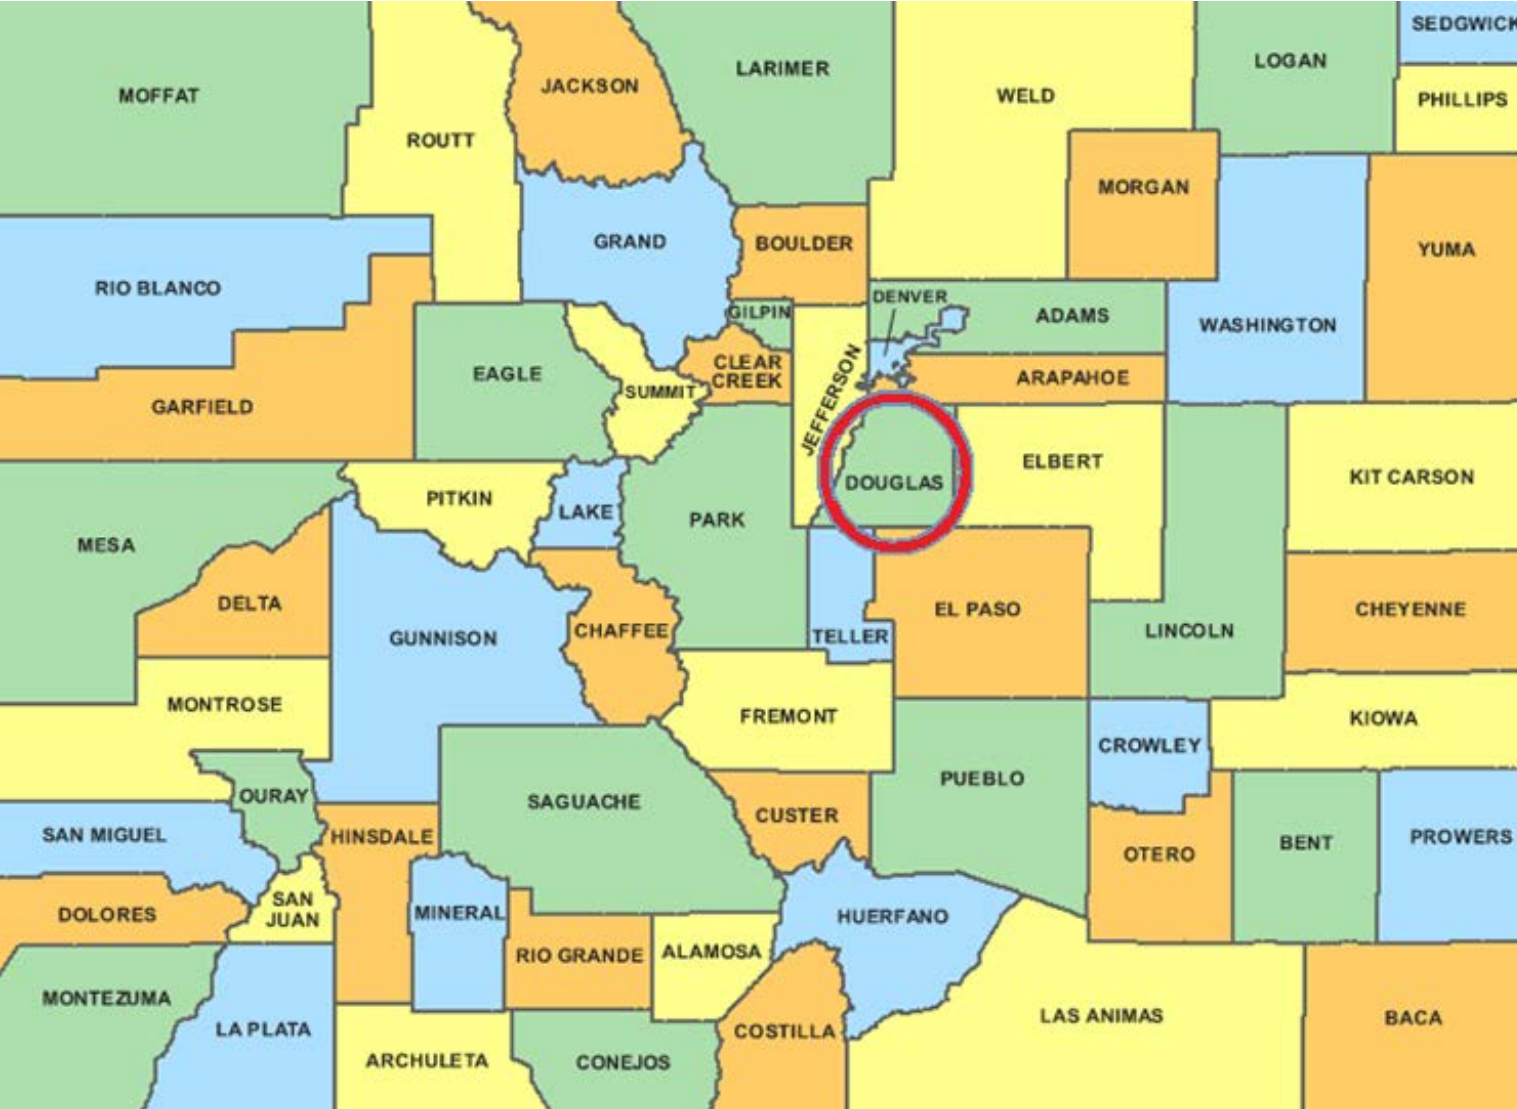 SEDGWICK
LOGAN
LARIMER
JACKSON
MOFFAT
WELD
PHILLIPS
ROUTT
MORGAN
GRAND
BOULDER
YUMA
RIO BLANCO
DENVER
GILPIN
ADAMS
WASHINGTON
EAGLE
CLEAR
CREEK
ARAPAHOE
SUMMIT
JEFFERSON
GARFIELD
ELBERT
KIT CARSON
DOUGLAS
PITKIN
LAKE
PARK
MESA
DELTA
EL PASO
CHEYENNE
CHAFFEE
LINCOLN
GUNNISON
TELLER
MONTROSE
FREMONT
KIOWA
CROWLEY
PUEBLO
OURAY
SAGUACHE
CUSTER
SAN MIGUEL
HINSDALE
PROWERS
BENT
OTERO
SAN
JUAN
DOLORES
MINERAL
HUERFANO
RIO GRANDE
ALAMOSA
MONTEZUMA
LAS ANIMAS
BACA
LA PLATA
COSTILLA
ARCHULETA
CONEJOS